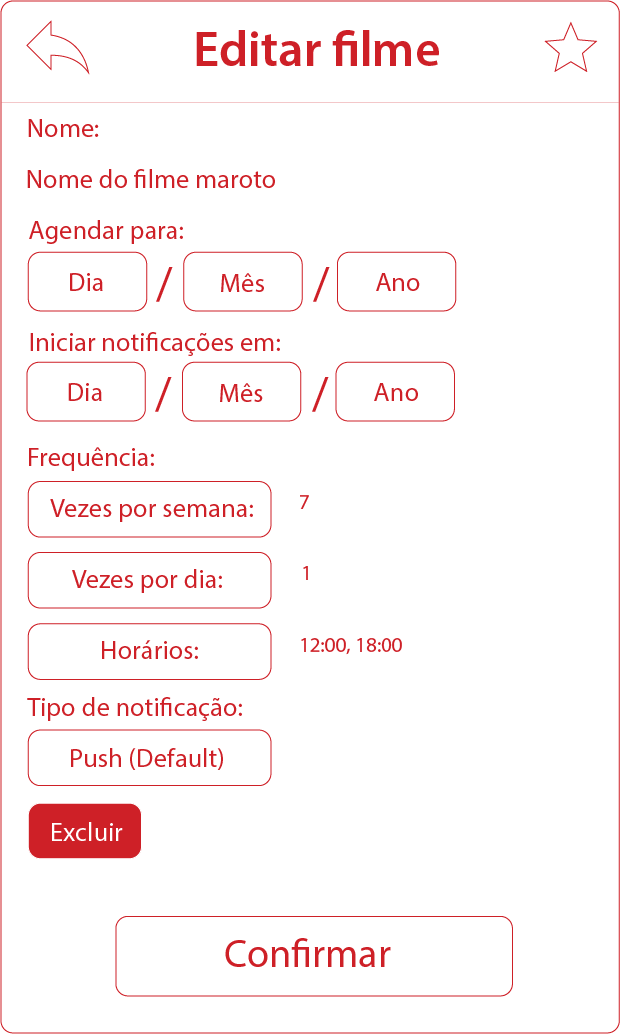 Editar filme
Nome:
Nome do filme maroto
Agendar para:
Dia / Mês / Ano
Iniciar notificações em:
Dia / Mês / Ano
Frequência:
Vezes por semana: 7
Vezes por dia: 1
Horários: 12:00, 18:00
Tipo de notificação:
Push (Default)
Excluir
Confirmar